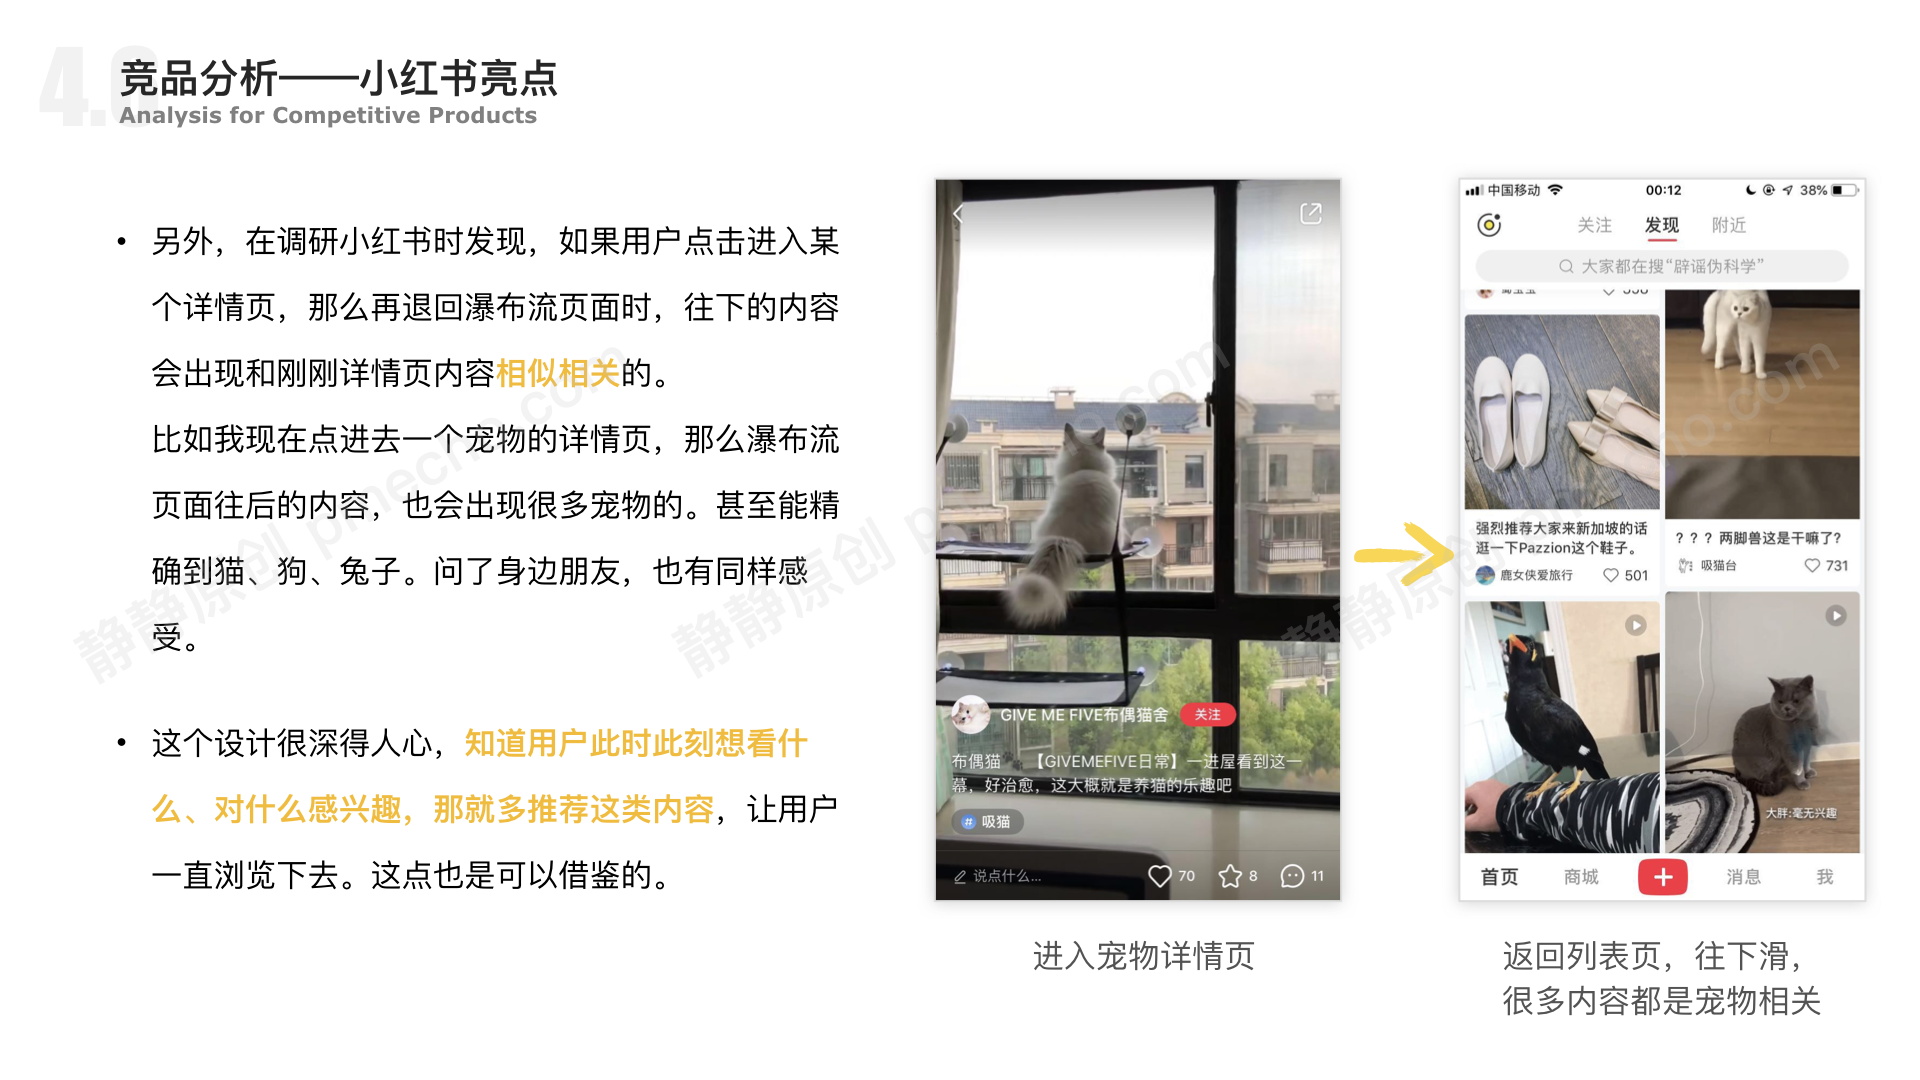 4.6
竞品分析——小红书亮点
Analysis for Competitive Products
• 另外，在调研小红书时发现，如果用户点击进入某
个详情页，那么再退回瀑布流页面时，往下的内容
会出现和刚刚详情页内容相似相关的。
比如我现在点进去一个宠物的详情页，那么瀑布流
页面往后的内容，也会出现很多宠物的。甚至能精
确到猫、狗、兔子。问了身边朋友，也有同样感
受。
• 这个设计很深得人心，知道用户此时此刻想看什
么、对什么感兴趣，那就多推荐这类内容，让用户
一直浏览下去。这点也是可以借鉴的。
GIVE ME FIVE布偶猫舍 关注
布偶猫 【GIVEMEFIVE日常】一进屋看到这一
幕，好治愈，这大概就是养猫的乐趣吧
# 吸猫
说点什么... 70 8 11
进入宠物详情页
中国移动 00:12 38%
关注 发现 附近
大家都在搜“辟谣伪科学”
强烈推荐大家来新加坡的话
逛一下Pazzion这个鞋子。
鹿女侠爱旅行 501
？？？两脚兽这是干嘛了?
吸猫台 731
大胖:毫无兴趣
首页 商城 + 消息 我
返回列表页，往下滑，
很多内容都是宠物相关
静静原创 pmecho.com
静静原创
静静原创